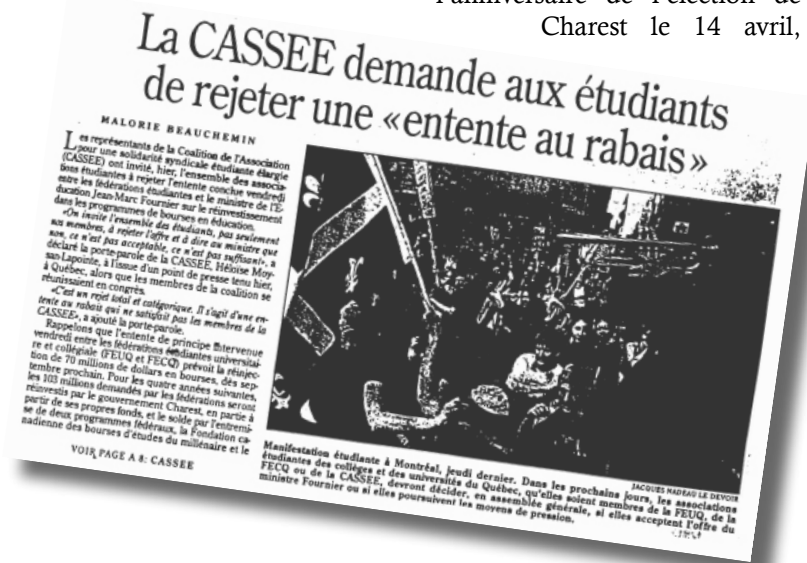 l'anniversaire de l'élection de
Charest le 14 avril,
La CASSEE demande aux étudiants
de rejeter une «entente au rabais»
MALORIE BEAUCHEMIN
Les représentants de la Coalition de l'Association
pour une solidarité syndicale étudiante élargie
(CASSEE) ont invité, hier, l'ensemble des associa-
tions étudiantes à rejeter l'entente conclue vendredi
entre les fédérations étudiantes et le ministre de l'É-
ducation Jean-Marc Fournier sur le réinvestissement
dans les programmes de bourses en éducation.
«On invite l'ensemble des étudiants, pas seulement
nos membres, à rejeter l'offre et à dire au ministre que
non, ce n'est pas acceptable, ce n'est pas suffisant», a
déclaré la porte-parole de la CASSEE, Héloïse Moy-
san-Lapointe, à l'issue d'un point de presse tenu hier,
à Québec, alors que les membres de la coalition se
réunissaient en congrès.
«C'est un rejet total et catégorique. Il s'agit d'une en-
tente au rabais qui ne satisfait pas les membres de la
CASSEE», a ajouté la porte-parole.
Rappelons que l'entente de principe intervenue
vendredi entre les fédérations étudiantes universitai-
re et collégiale (FEUQ et FECQ) prévoit la réinjec-
tion de 70 millions de dollars en bourses, dès sep-
tembre prochain. Pour les quatre années suivantes,
les 103 millions demandés par les fédérations seront
réinvestis par le gouvernement Charest, en partie à
partir de ses propres fonds, et le solde par l'entremi-
se de deux programmes fédéraux, la Fondation ca-
nadienne des bourses d'études du millénaire et le
VOIR PAGE A 8: CASSEE
JACQUES NADEAU LE DEVOIR
Manifestation étudiante à Montréal, jeudi dernier. Dans les prochains jours, les associations
étudiantes des collèges et des universités du Québec, qu'elles soient membres de la FEUQ, de la
FECQ ou de la CASSEE, devront décider, en assemblée générale, si elles acceptent l'offre du
ministre Fournier ou si elles poursuivent les moyens de pression.